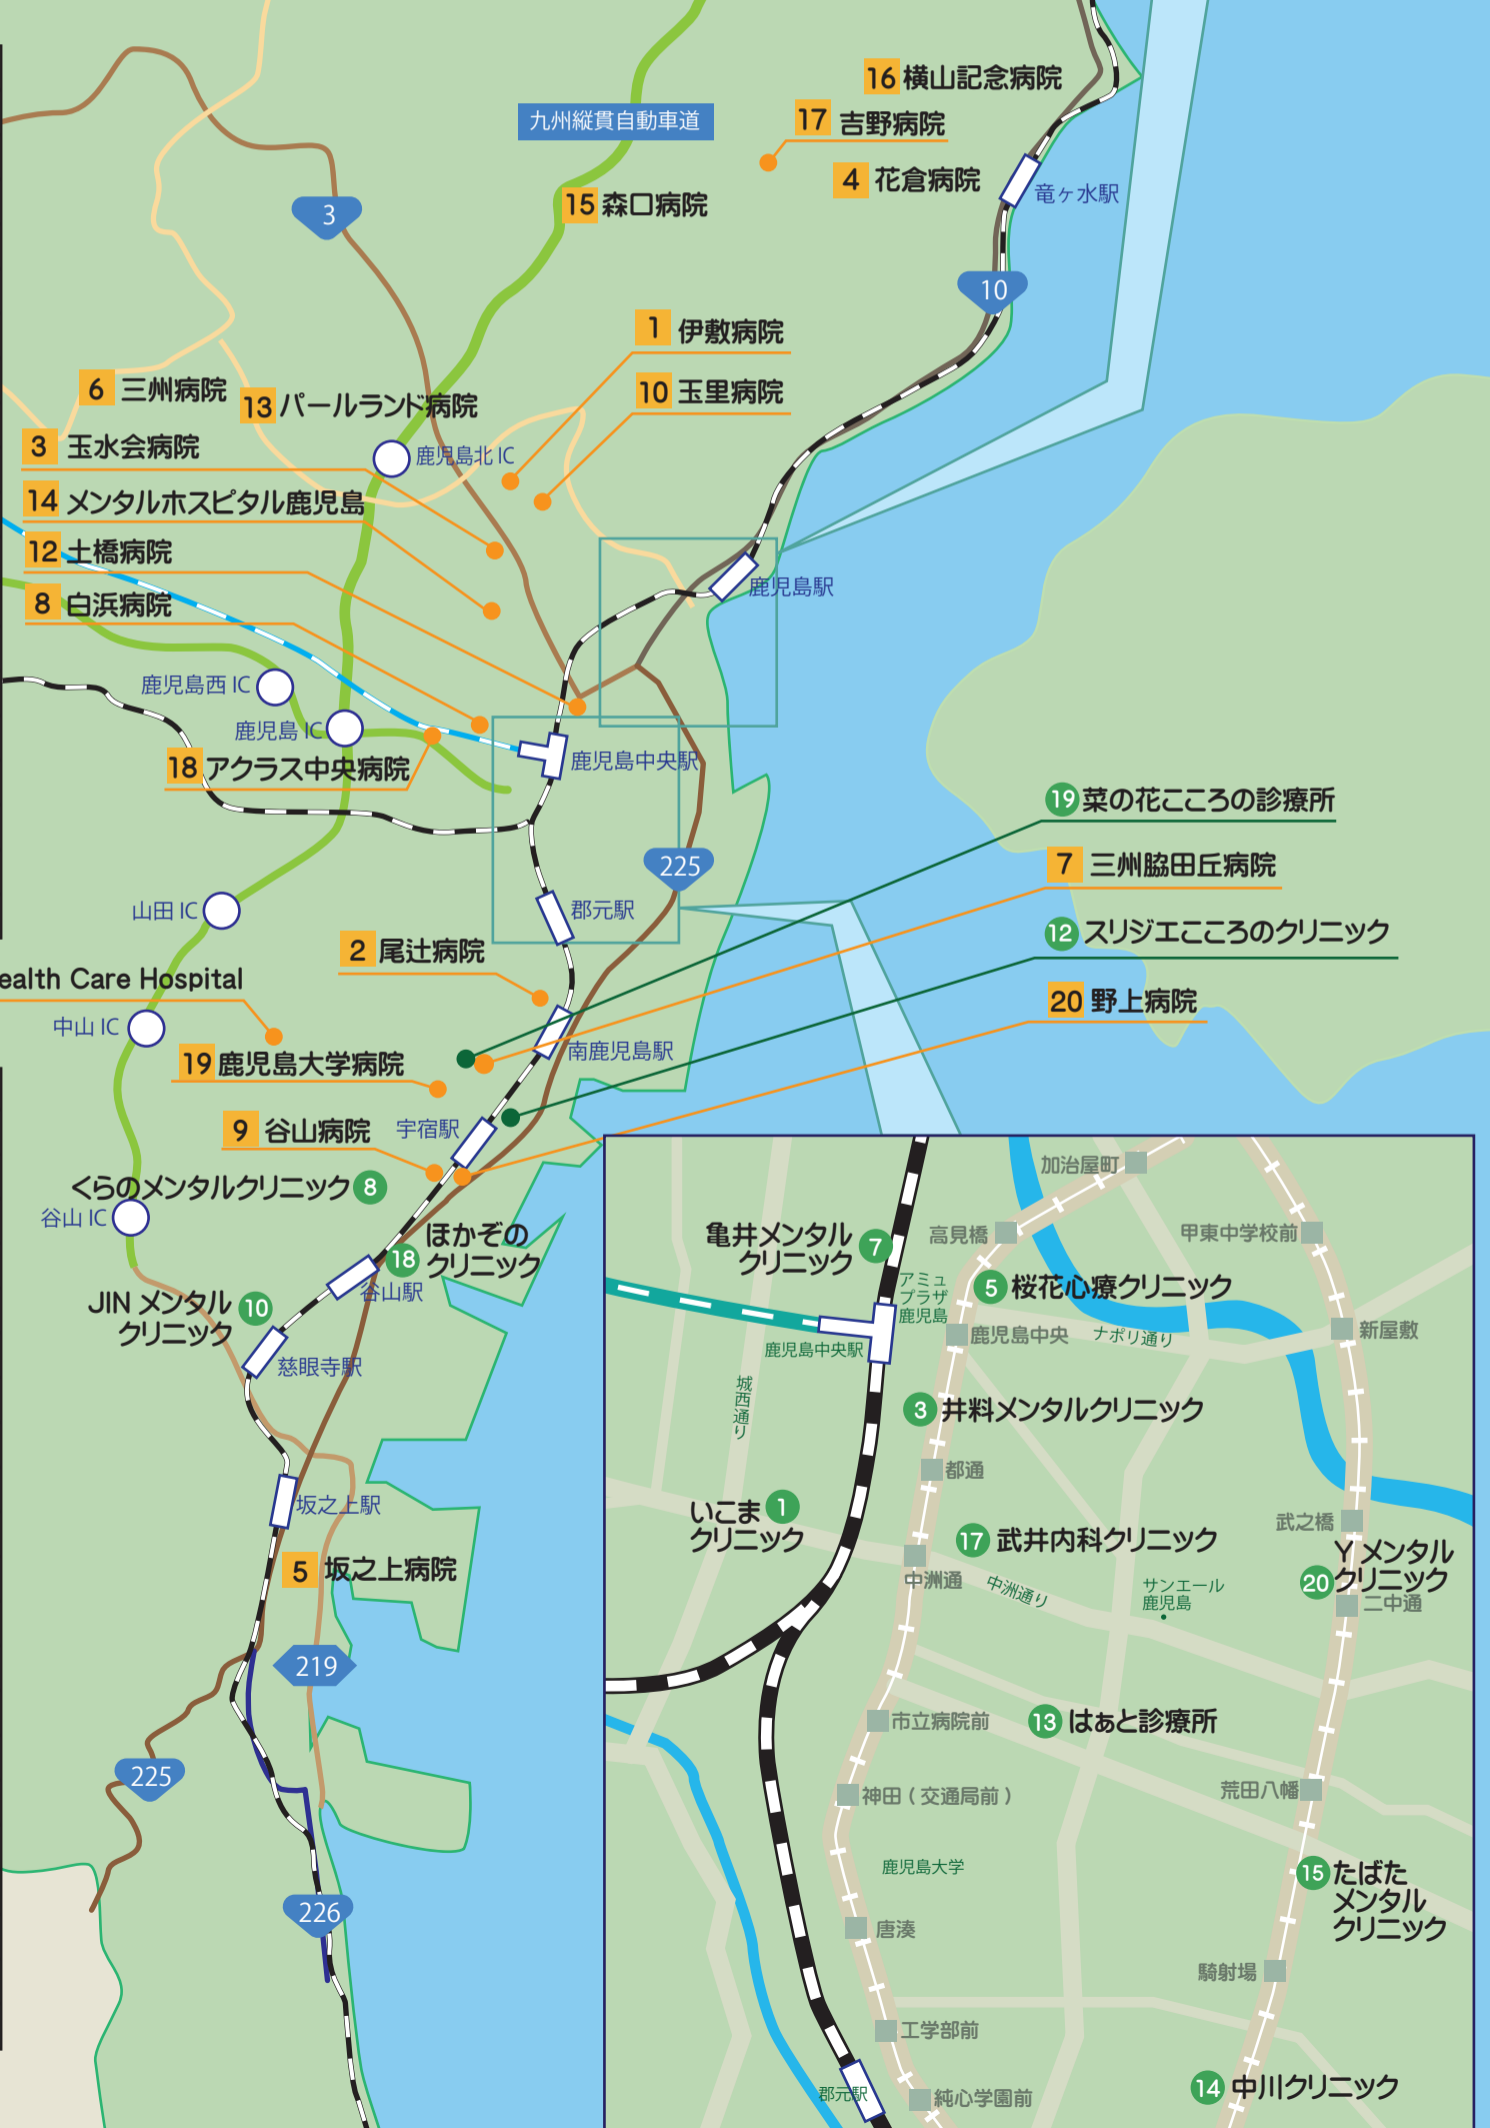 16 横山記念病院
九州縦貫自動車道
17 吉野病院
4 花倉病院
竜ヶ水駅
15 森口病院
3
10
1 伊敷病院
6 三州病院
13 パールランド病院
10 玉里病院
3 玉水会病院
鹿児島北 IC
14 メンタルホスピタル鹿児島
12 土橋病院
鹿児島駅
8 白浜病院
鹿児島西 IC
鹿児島 IC
18 アクラス中央病院
鹿児島中央駅
19 菜の花こころの診療所
225
7 三州脇田丘病院
山田 IC
郡元駅
12 スリジエこころのクリニック
2 尾辻病院
ealth Care Hospital
20 野上病院
中山 IC
19 鹿児島大学病院
南鹿児島駅
9 谷山病院
宇宿駅
くらのメンタルクリニック 8
谷山 IC
18 ほかぞの
クリニック
谷山駅
JIN メンタル
クリニック 10
慈眼寺駅
坂之上駅
5 坂之上病院
219
225
226
加治屋町
高見橋
甲東中学校前
亀井メンタル
クリニック 7
アミュ
プラザ
鹿児島
5 桜花心療クリニック
鹿児島中央
ナポリ通り
新屋敷
鹿児島中央駅
城西通り
3 井料メンタルクリニック
都通
いこま 1
クリニック
武之橋
17 武井内科クリニック
Y メンタル
20 クリニック
中洲通
中洲通り
サンエール
鹿児島
二中通
市立病院前
13 はぁと診療所
神田 ( 交通局前 )
荒田八幡
鹿児島大学
15 たばた
メンタル
クリニック
唐湊
騎射場
工学部前
郡元駅
純心学園前
14 中川クリニック